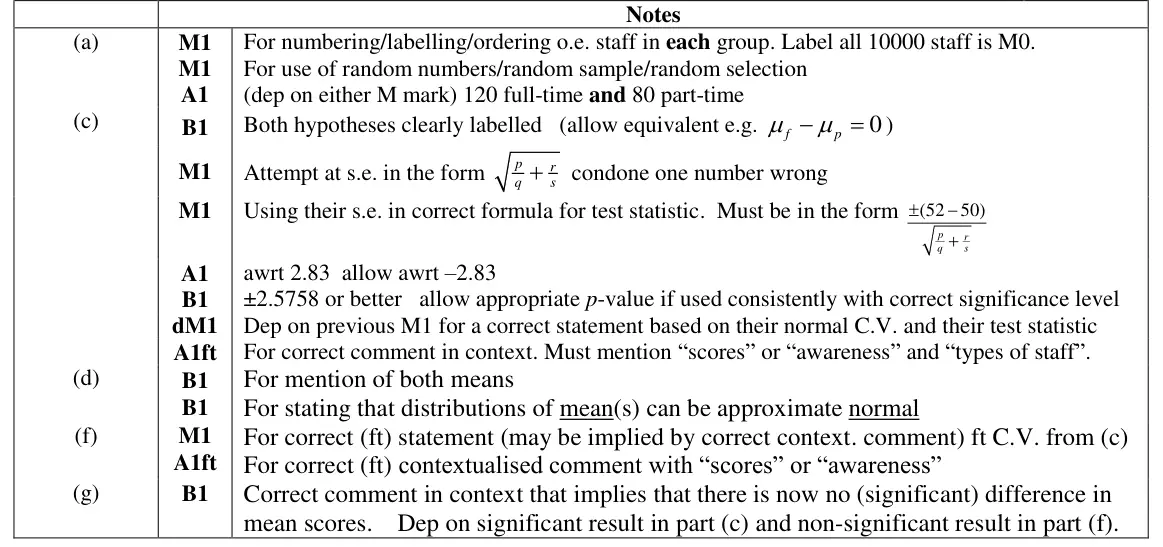 Notes
(a) M1 For numbering/labelling/ordering o.e. staff in each group. Label all 10000 staff is M0.
M1 For use of random numbers/random sample/random selection
A1 (dep on either M mark) 120 full-time and 80 part-time
(c) B1 Both hypotheses clearly labelled (allow equivalent e.g. μ_f − μ_p = 0)
M1 Attempt at s.e. in the form √(p/q + r/s) condone one number wrong
M1 Using their s.e. in correct formula for test statistic. Must be in the form ±(52−50)/√(p/q + r/s)
A1 awrt 2.83 allow awrt –2.83
B1 ±2.5758 or better allow appropriate p-value if used consistently with correct significance level
dM1 Dep on previous M1 for a correct statement based on their normal C.V. and their test statistic
A1ft For correct comment in context. Must mention “scores” or “awareness” and “types of staff”.
(d) B1 For mention of both means
B1 For stating that distributions of mean(s) can be approximate normal
(f) M1 For correct (ft) statement (may be implied by correct context. comment) ft C.V. from (c)
A1ft For correct (ft) contextualised comment with “scores” or “awareness”
(g) B1 Correct comment in context that implies that there is now no (significant) difference in
mean scores. Dep on significant result in part (c) and non-significant result in part (f).